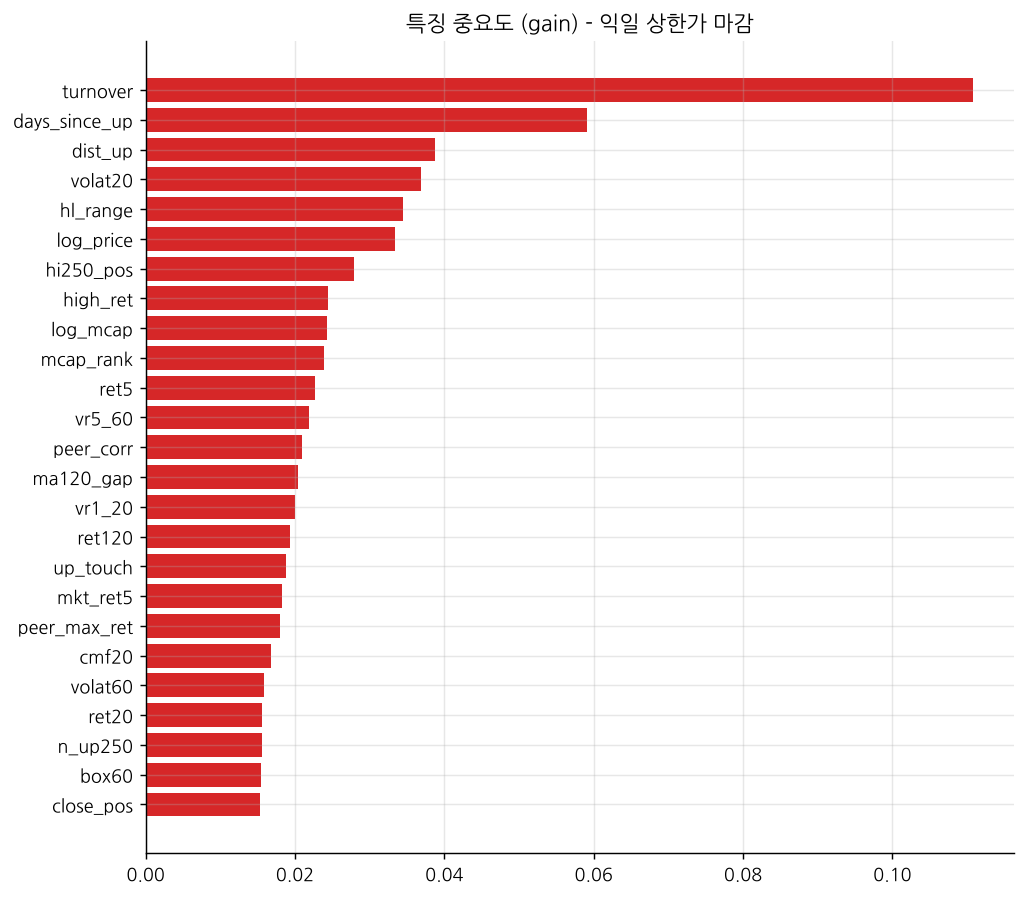 특징 중요도 (gain) - 익일 상한가 마감
turnover
days_since_up
dist_up
volat20
hl_range
log_price
hi250_pos
high_ret
log_mcap
mcap_rank
ret5
vr5_60
peer_corr
ma120_gap
vr1_20
ret120
up_touch
mkt_ret5
peer_max_ret
cmf20
volat60
ret20
n_up250
box60
close_pos
0.00 0.02 0.04 0.06 0.08 0.10